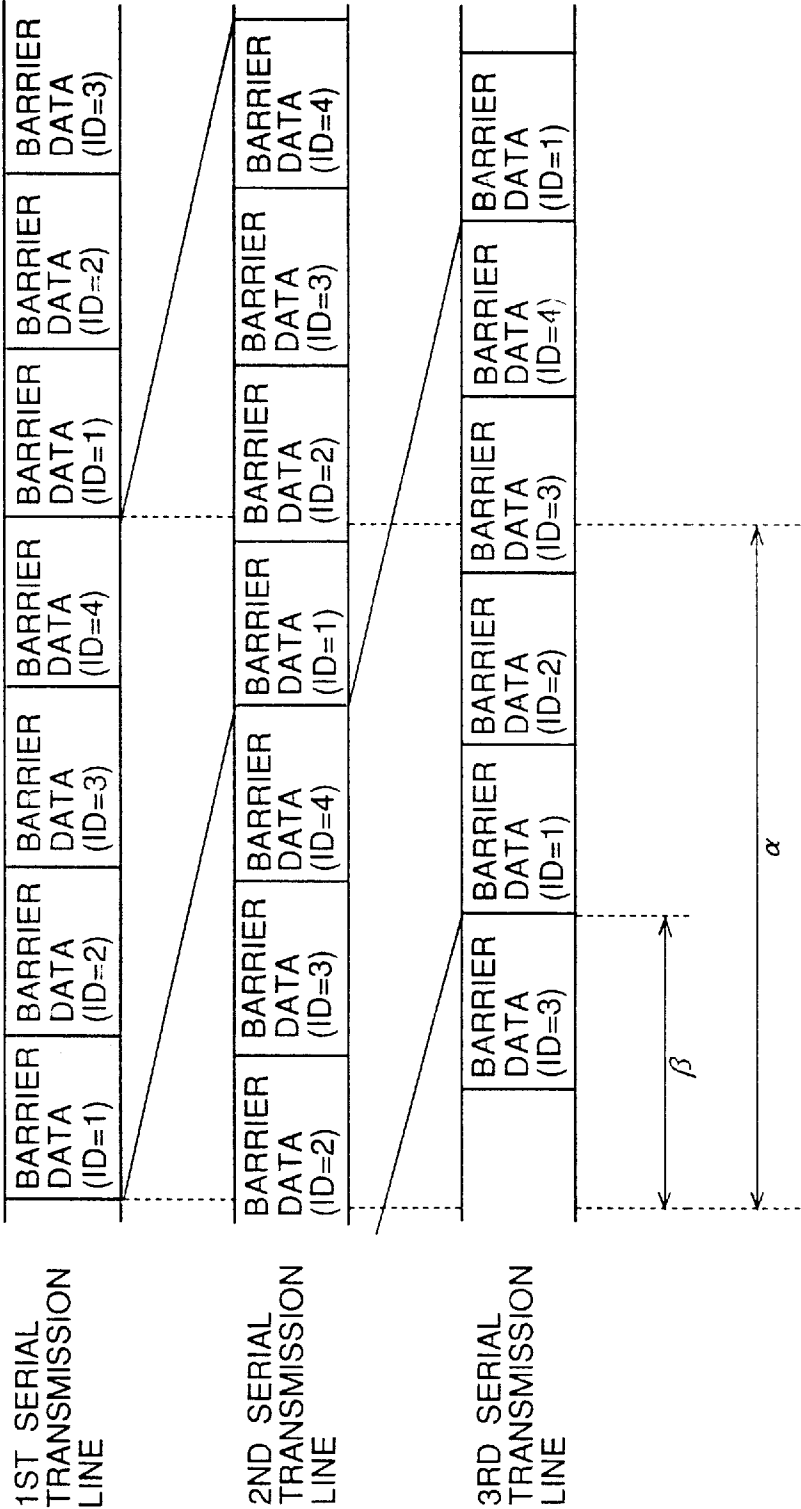 1ST SERIAL
TRANSMISSION
LINE
BARRIER
DATA
(ID=1)
BARRIER
DATA
(ID=2)
BARRIER
DATA
(ID=3)
BARRIER
DATA
(ID=4)
BARRIER
DATA
(ID=1)
BARRIER
DATA
(ID=2)
BARRIER
DATA
(ID=3)
2ND SERIAL
TRANSMISSION
LINE
BARRIER
DATA
(ID=2)
BARRIER
DATA
(ID=3)
BARRIER
DATA
(ID=4)
BARRIER
DATA
(ID=1)
BARRIER
DATA
(ID=2)
BARRIER
DATA
(ID=3)
BARRIER
DATA
(ID=4)
3RD SERIAL
TRANSMISSION
LINE
BARRIER
DATA
(ID=3)
BARRIER
DATA
(ID=1)
BARRIER
DATA
(ID=2)
BARRIER
DATA
(ID=3)
BARRIER
DATA
(ID=4)
BARRIER
DATA
(ID=1)
β
α